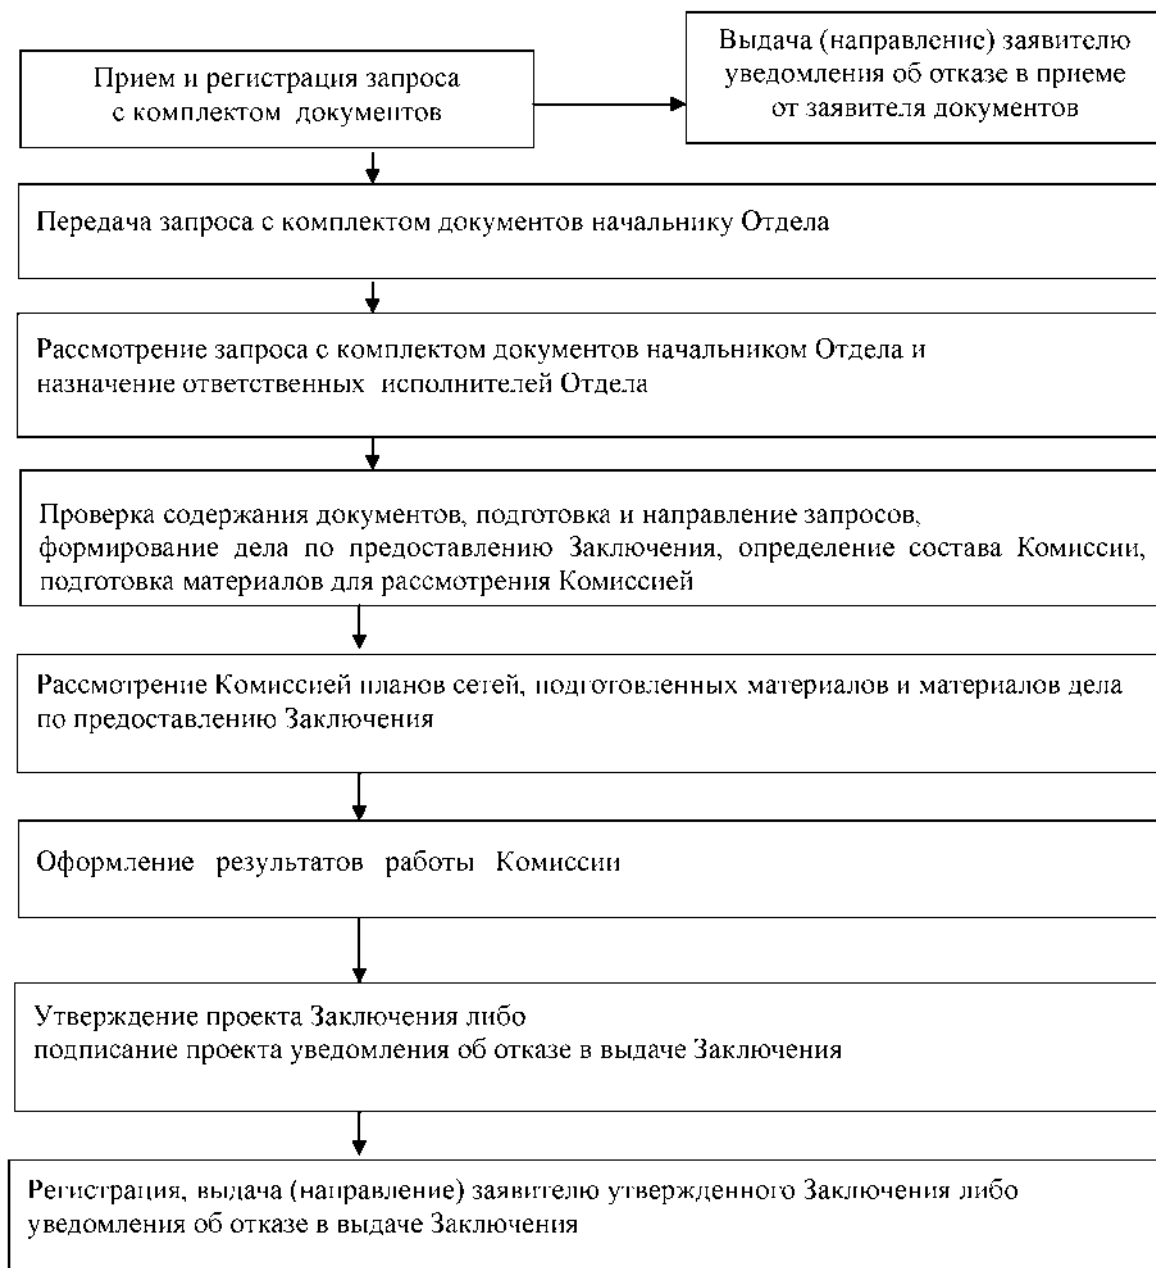 Прием и регистрация запроса
с комплектом документов
Выдача (направление) заявителю
уведомления об отказе в приеме
от заявителя документов
Передача запроса с комплектом документов начальнику Отдела
Рассмотрение запроса с комплектом документов начальником Отдела и
назначение ответственных исполнителей Отдела
Проверка содержания документов, подготовка и направление запросов,
формирование дела по предоставлению Заключения, определение состава Комиссии,
подготовка материалов для рассмотрения Комиссией
Рассмотрение Комиссией планов сетей, подготовленных материалов и материалов дела
по предоставлению Заключения
Оформление результатов работы Комиссии
Утверждение проекта Заключения либо
подписание проекта уведомления об отказе в выдаче Заключения
Регистрация, выдача (направление) заявителю утвержденного Заключения либо
уведомления об отказе в выдаче Заключения